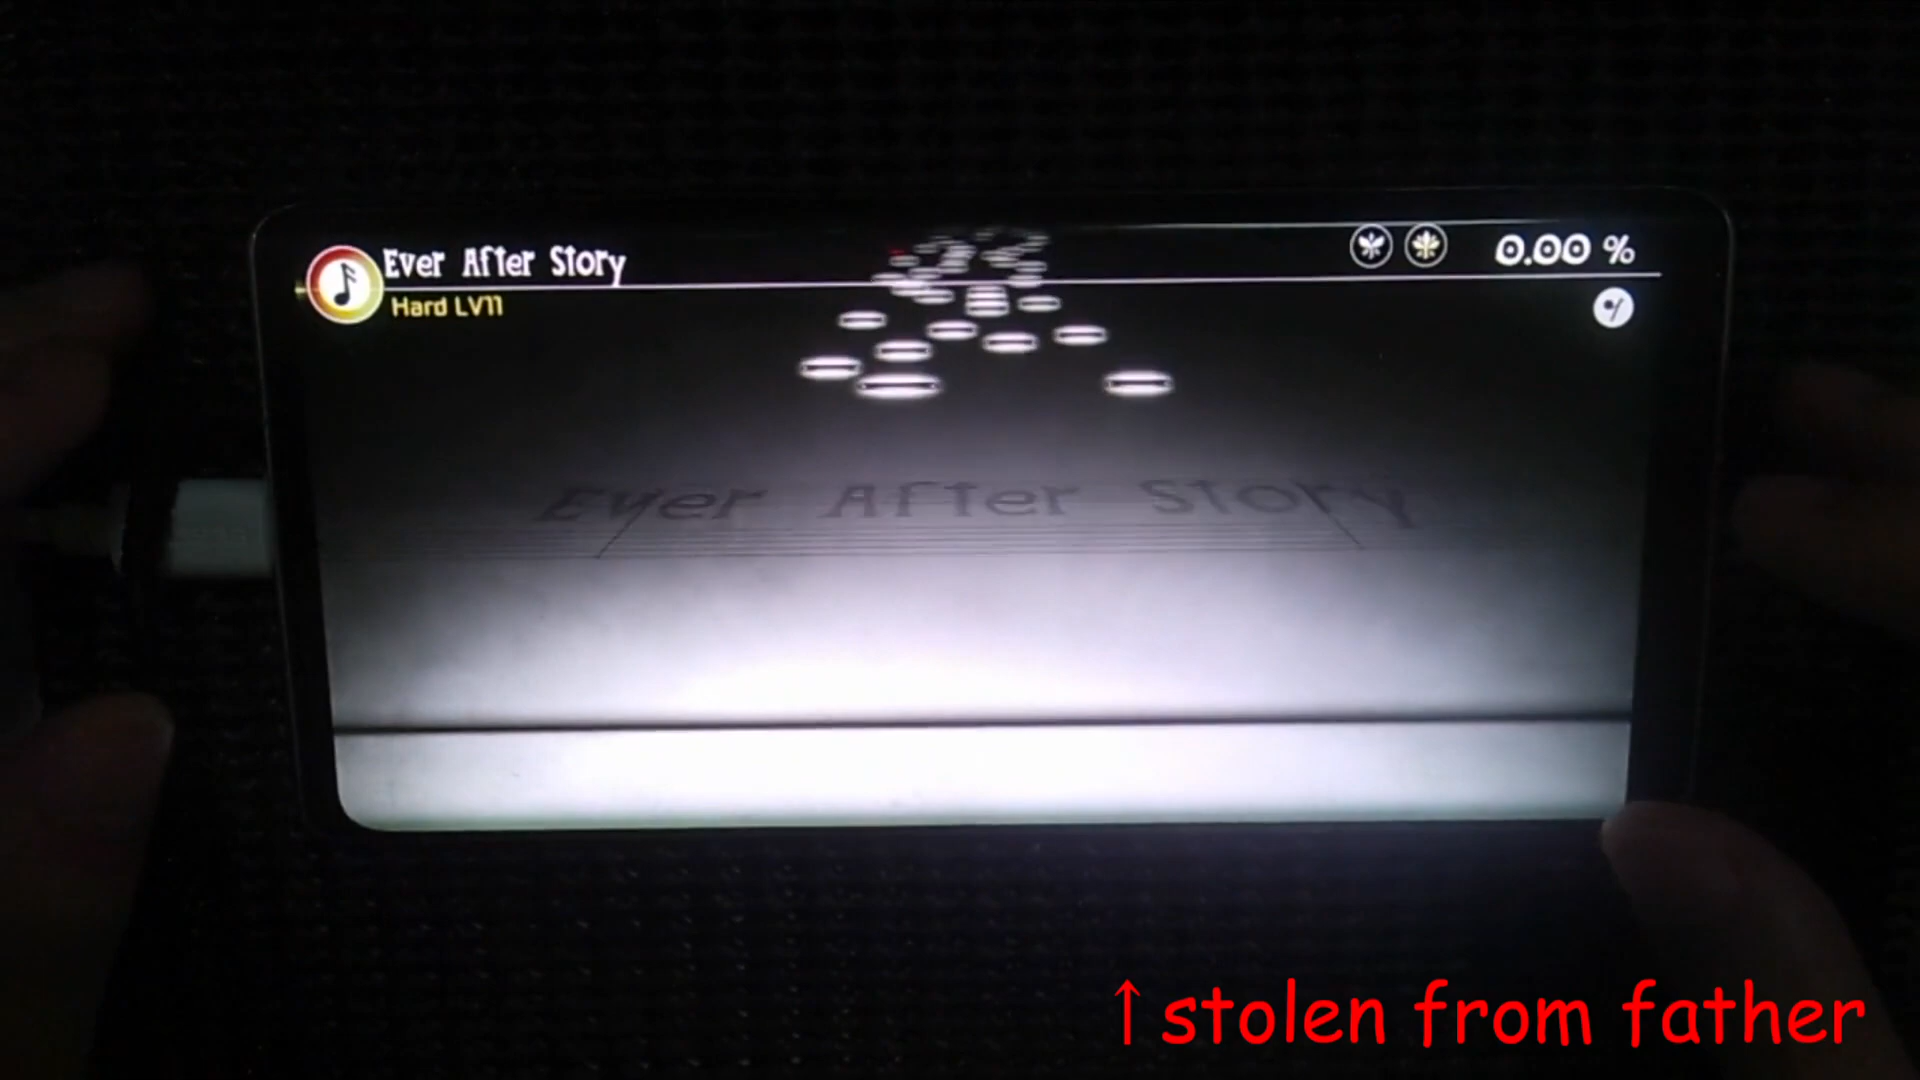 Ever After Story
Hard LV11
0.00 %
Ever After Story
↑stolen from father